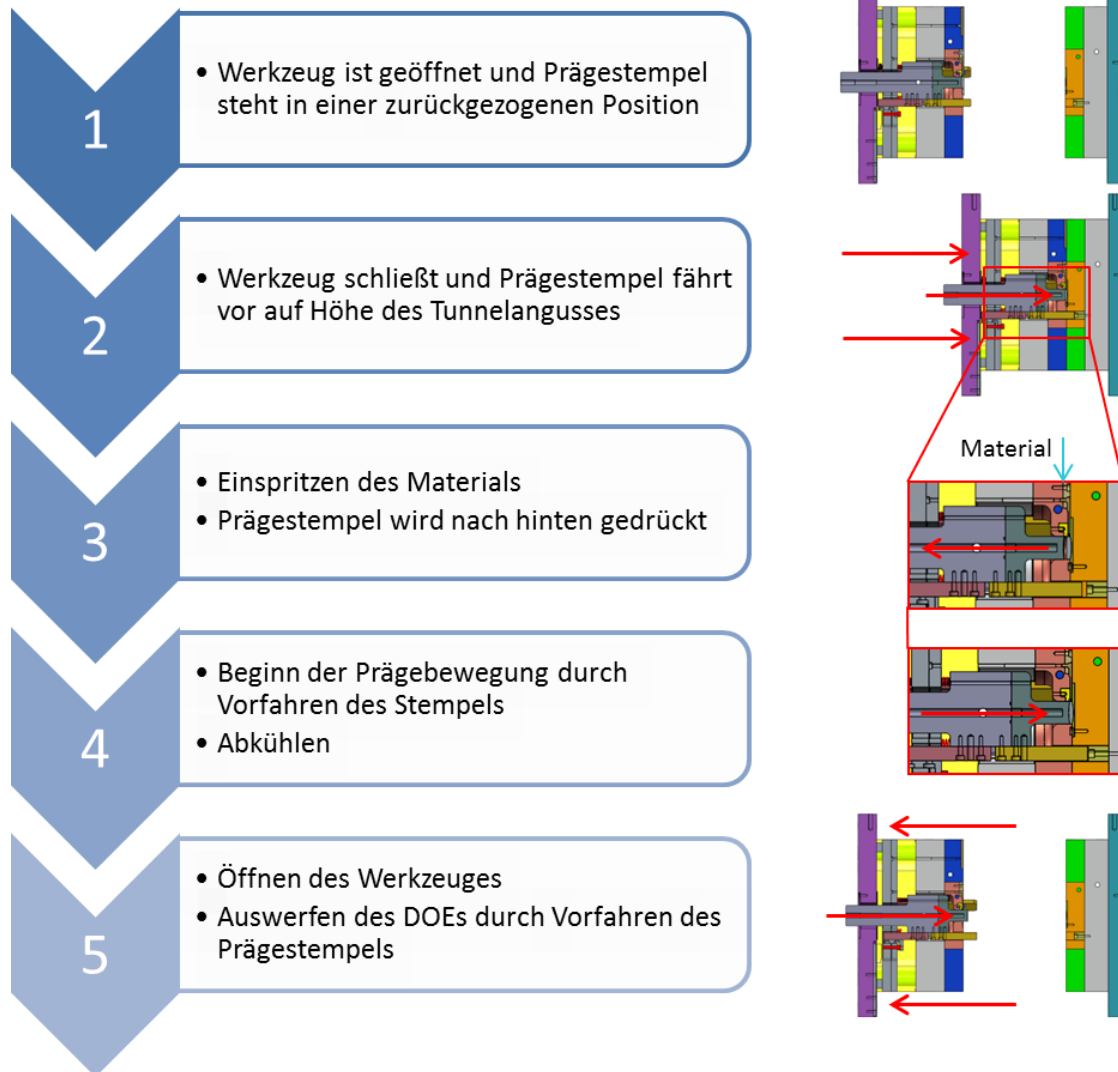 1
• Werkzeug ist geöffnet und Prägestempel
steht in einer zurückgezogenen Position
2
• Werkzeug schließt und Prägestempel fährt
vor auf Höhe des Tunnelangusses
3
• Einspritzen des Materials
• Prägestempel wird nach hinten gedrückt
Material
4
• Beginn der Prägebewegung durch
Vorfahren des Stempels
• Abkühlen
5
• Öffnen des Werkzeuges
• Auswerfen des DOEs durch Vorfahren des
Prägestempels